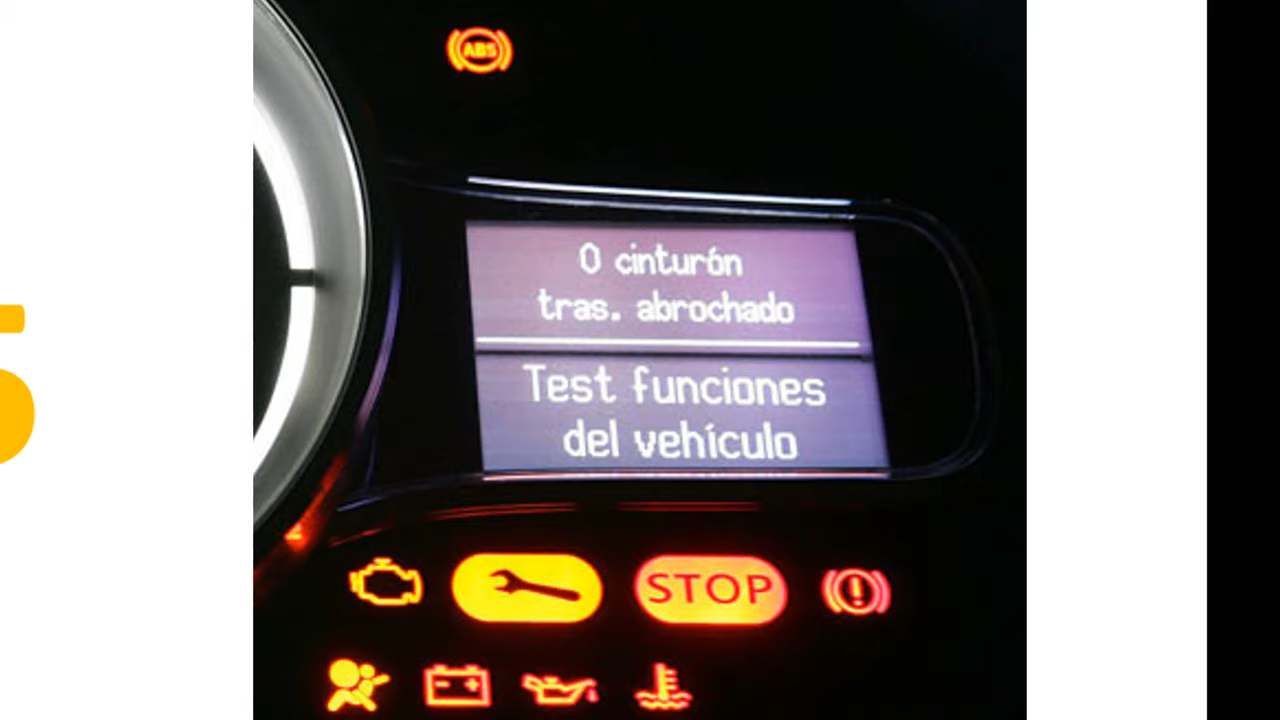 ABS
0 cinturón
tras. abrochado
Test funciones
del vehículo
STOP